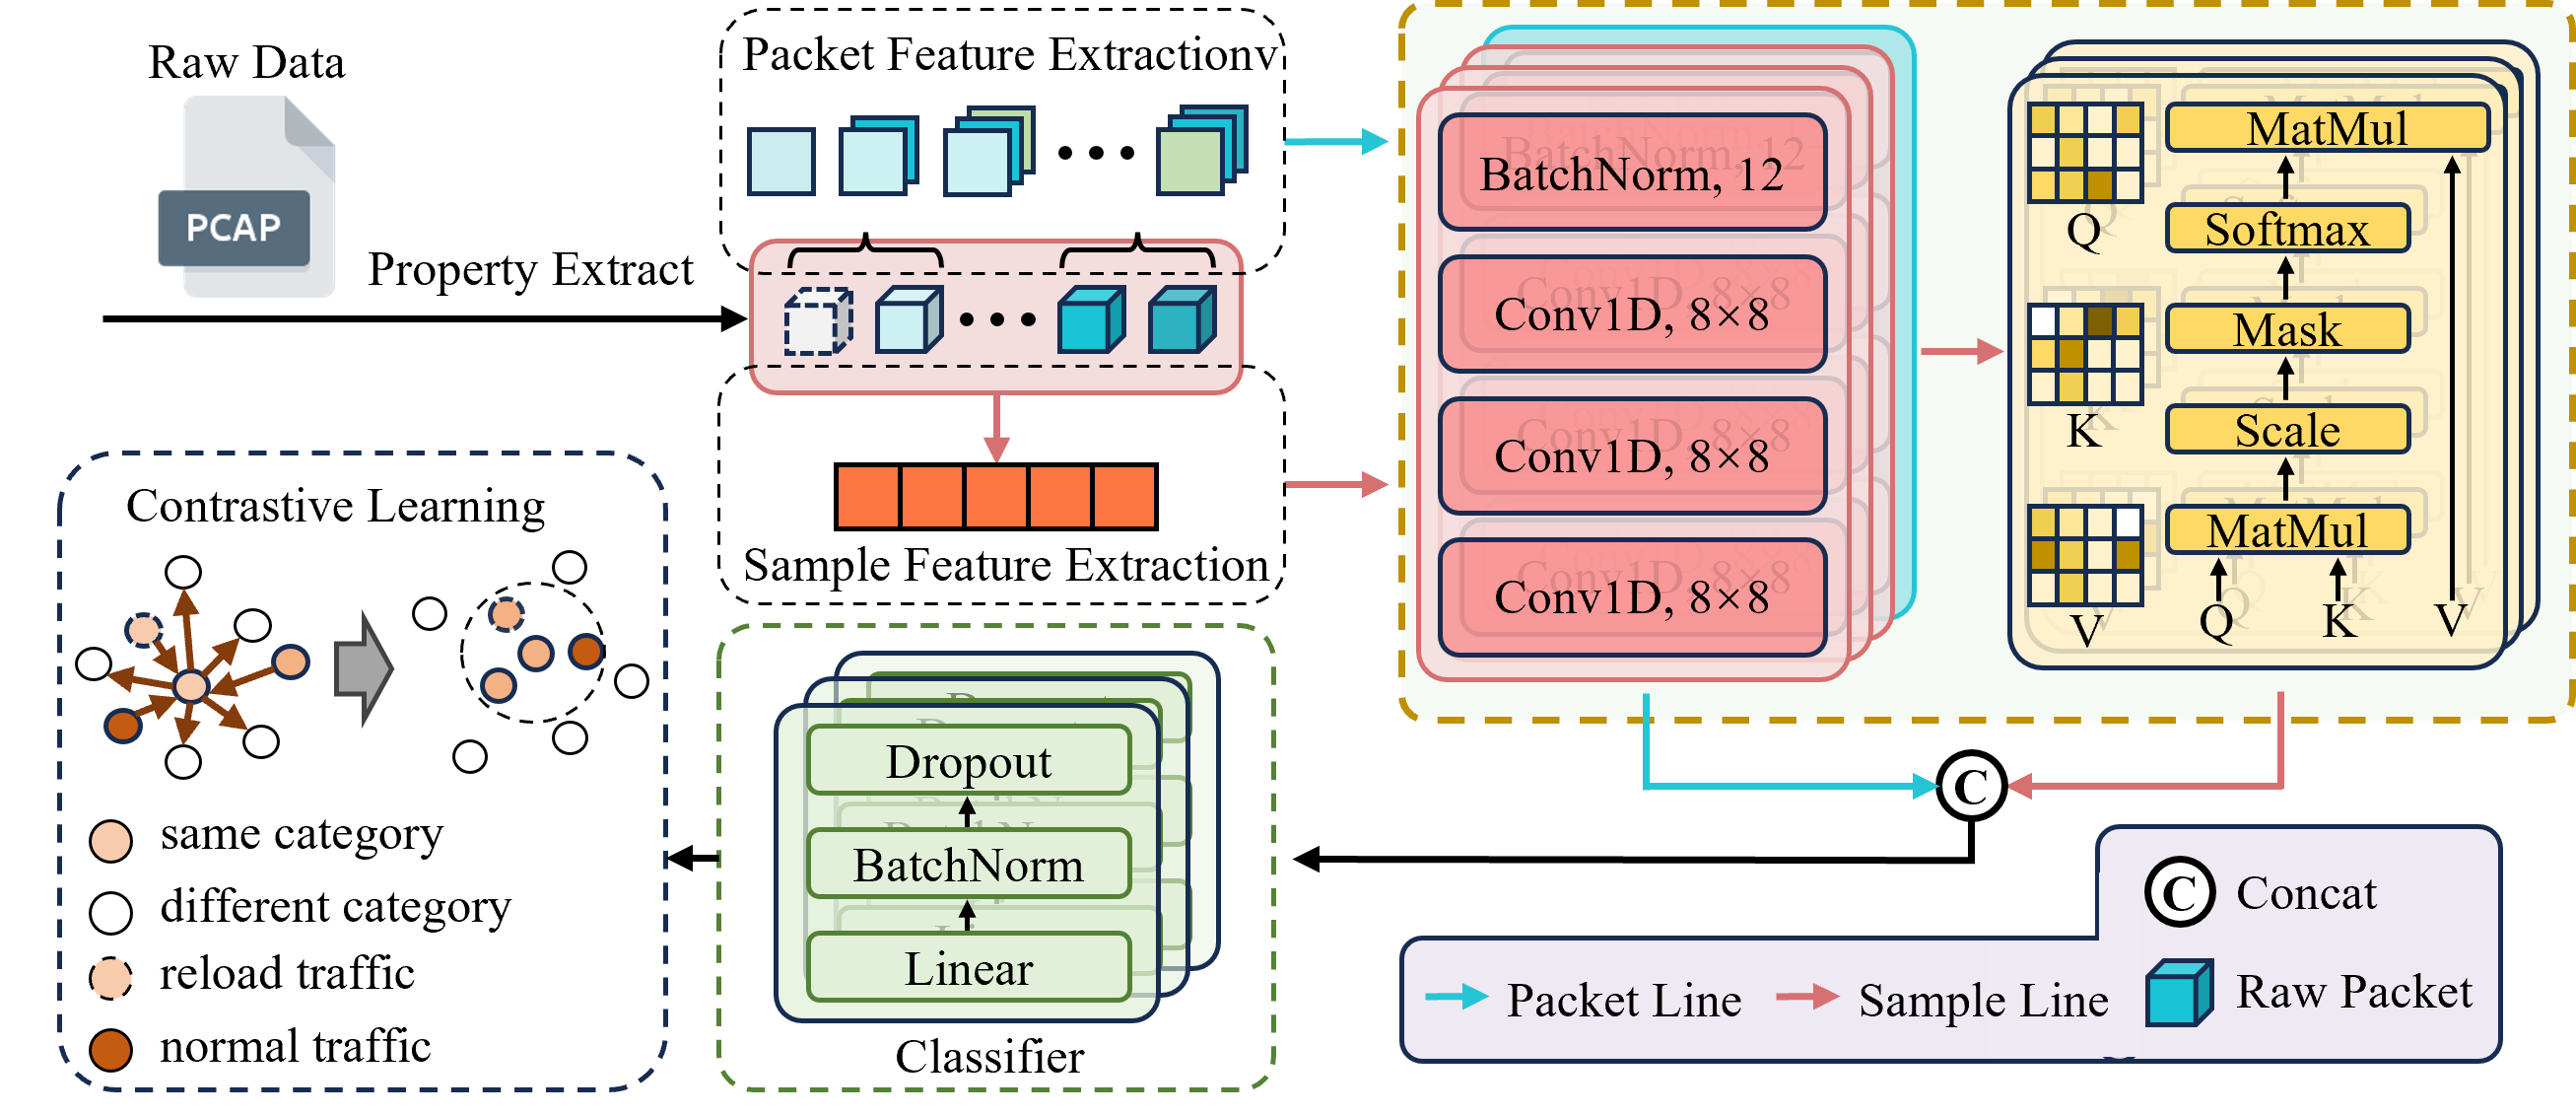 Raw Data
PCAP
Property Extract
Packet Feature Extractionv
Sample Feature Extraction
BatchNorm, 12
Conv1D, 8×8
Conv1D, 8×8
Conv1D, 8×8
Q
K
V
MatMul
Softmax
Mask
Scale
MatMul
Q
K
V
C
Contrastive Learning
same category
different category
reload traffic
normal traffic
Dropout
BatchNorm
Linear
Classifier
C Concat
Packet Line
Sample Line
Raw Packet